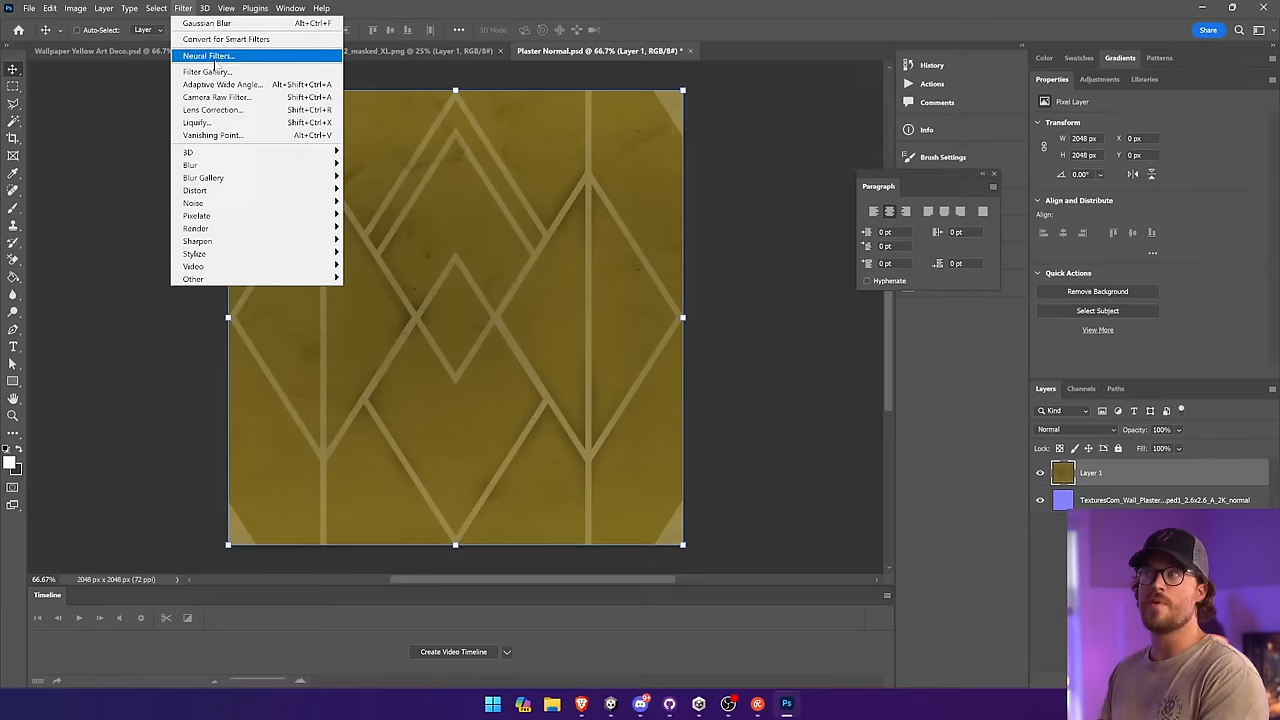 File Edit Image Layer Type Select Filter 3D View Plugins Window Help
Auto-Select: Layer 3D Mode: Share
Wallpaper Yellow Art Deco.psd @ 66.7% 2_masked_XL.png @ 25% (Layer 1, RGB/8#) × Plaster Normal.psd @ 66.7% (Layer 1, RGB/8#) * ×
Gaussian Blur Alt+Ctrl+F
Convert for Smart Filters
Neural Filters...
Filter Gallery...
Adaptive Wide Angle... Alt+Shift+Ctrl+A
Camera Raw Filter... Shift+Ctrl+A
Lens Correction... Shift+Ctrl+R
Liquify... Shift+Ctrl+X
Vanishing Point... Alt+Ctrl+V
3D
Blur
Blur Gallery
Distort
Noise
Pixelate
Render
Sharpen
Stylize
Video
Other
History
Actions
Comments
Info
Brush Settings
Paragraph
0 pt 0 pt
0 pt
0 pt 0 pt
Hyphenate
Color Swatches Gradients Patterns
Properties Adjustments Libraries
Pixel Layer
Transform
W 2048 px X 0 px
H 2048 px Y 0 px
0.00°
Align and Distribute
Align:
Quick Actions
Remove Background
Select Subject
View More
Layers Channels Paths
Kind
Normal Opacity: 100%
Lock: Fill: 100%
Layer 1
TexturesCom_Wall_Plaster...ped1_2.6x2.6_A_2K_normal
66.67% 2048 px x 2048 px (72 ppi)
Timeline
Create Video Timeline